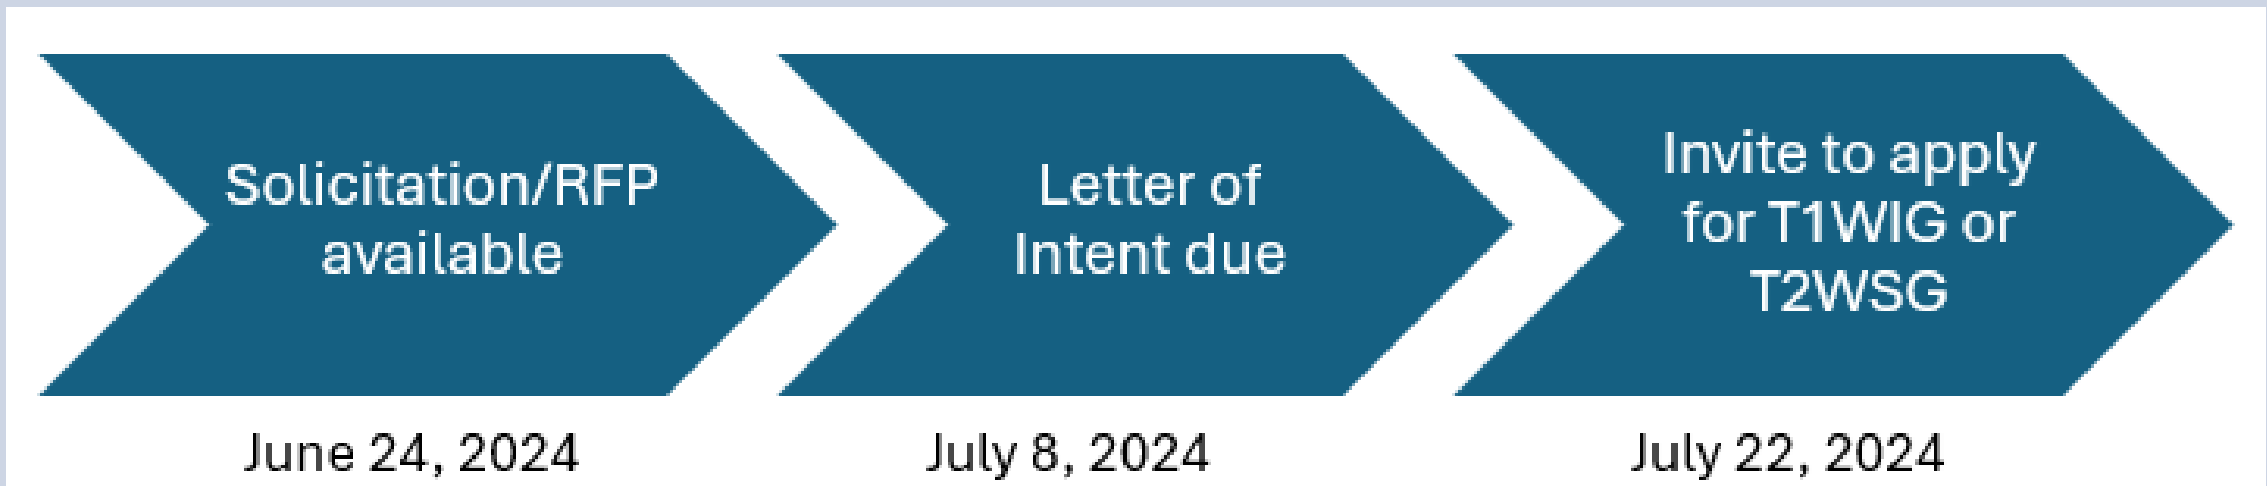 Solicitation/RFP
available
June 24, 2024
Letter of
Intent due
July 8, 2024
Invite to apply
for T1WIG or
T2WSG
July 22, 2024